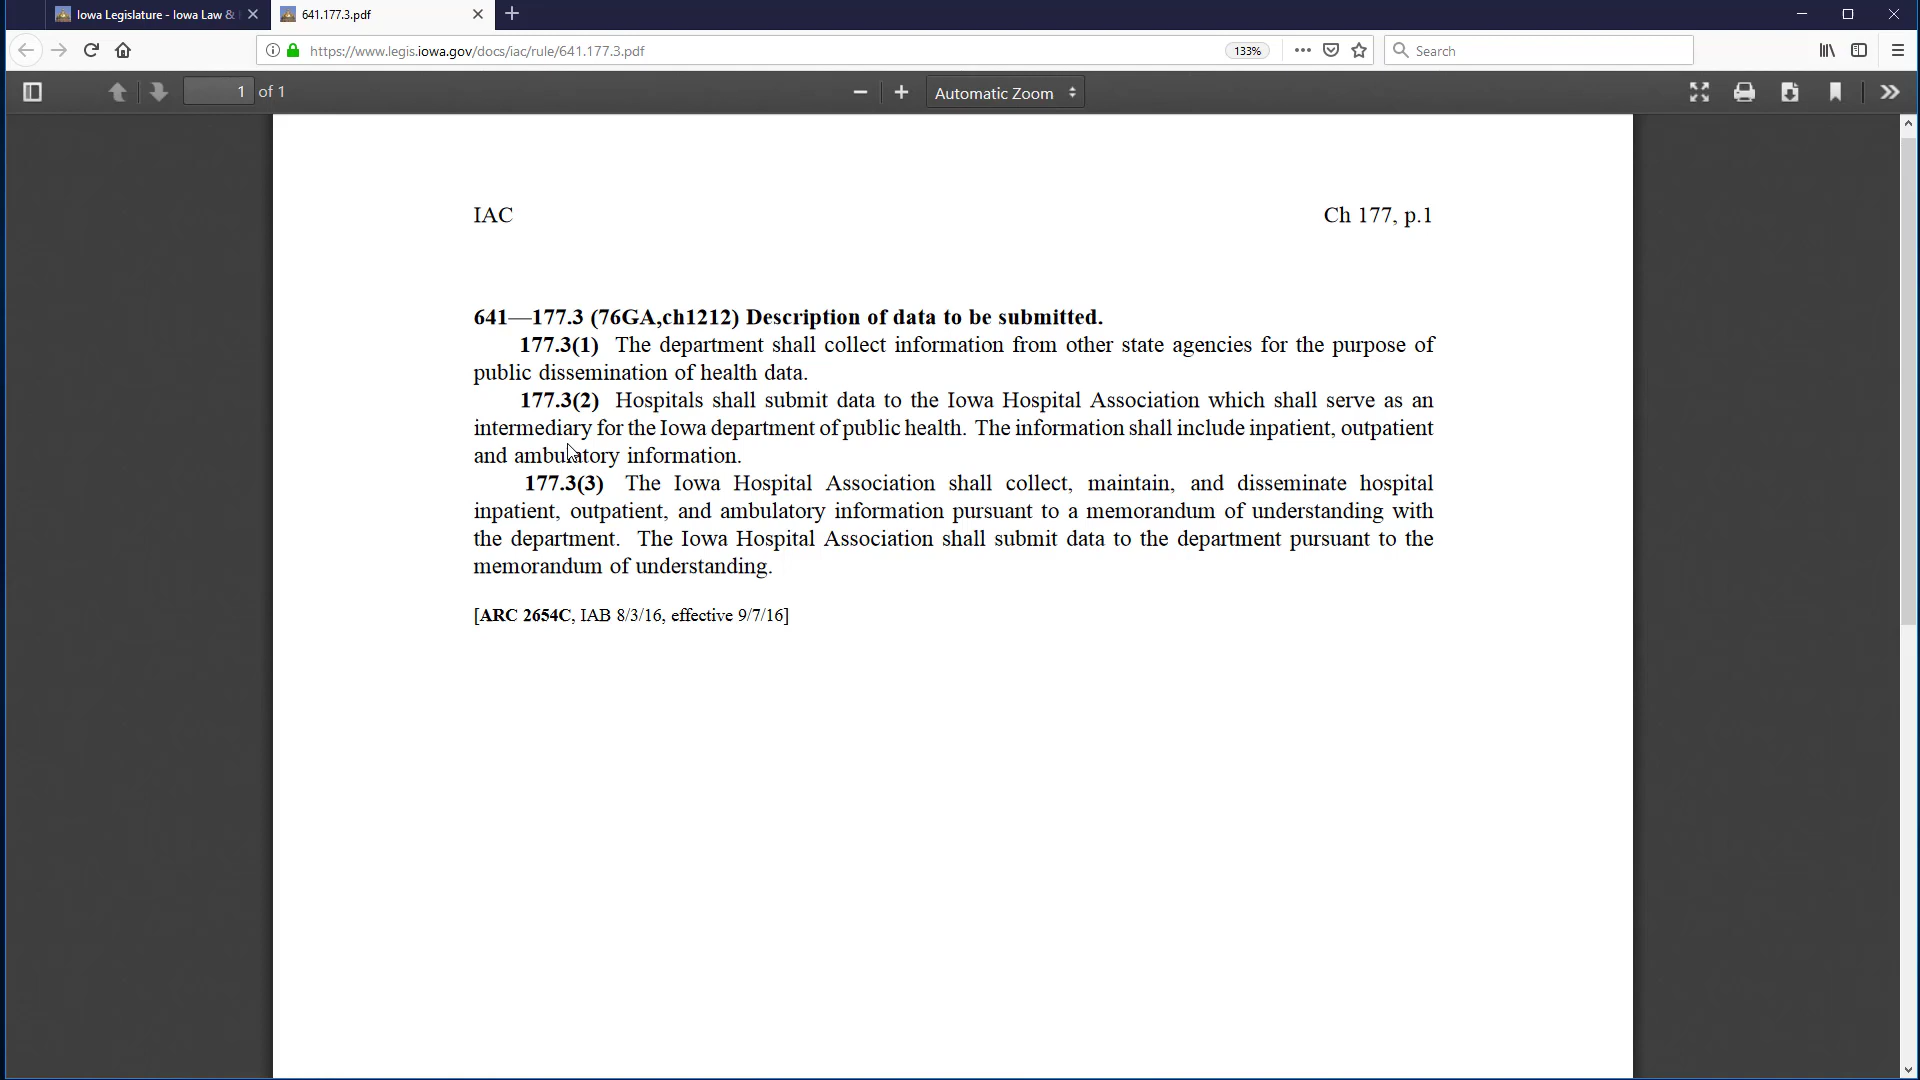 Iowa Legislature - Iowa Law &
641.177.3.pdf
https://www.legis.iowa.gov/docs/iac/rule/641.177.3.pdf
133%
Search
1 of 1
Automatic Zoom
IAC Ch 177, p.1
641—177.3 (76GA,ch1212) Description of data to be submitted.
177.3(1) The department shall collect information from other state agencies for the purpose of
public dissemination of health data.
177.3(2) Hospitals shall submit data to the Iowa Hospital Association which shall serve as an
intermediary for the Iowa department of public health. The information shall include inpatient, outpatient
and ambulatory information.
177.3(3) The Iowa Hospital Association shall collect, maintain, and disseminate hospital
inpatient, outpatient, and ambulatory information pursuant to a memorandum of understanding with
the department. The Iowa Hospital Association shall submit data to the department pursuant to the
memorandum of understanding.
[ARC 2654C, IAB 8/3/16, effective 9/7/16]